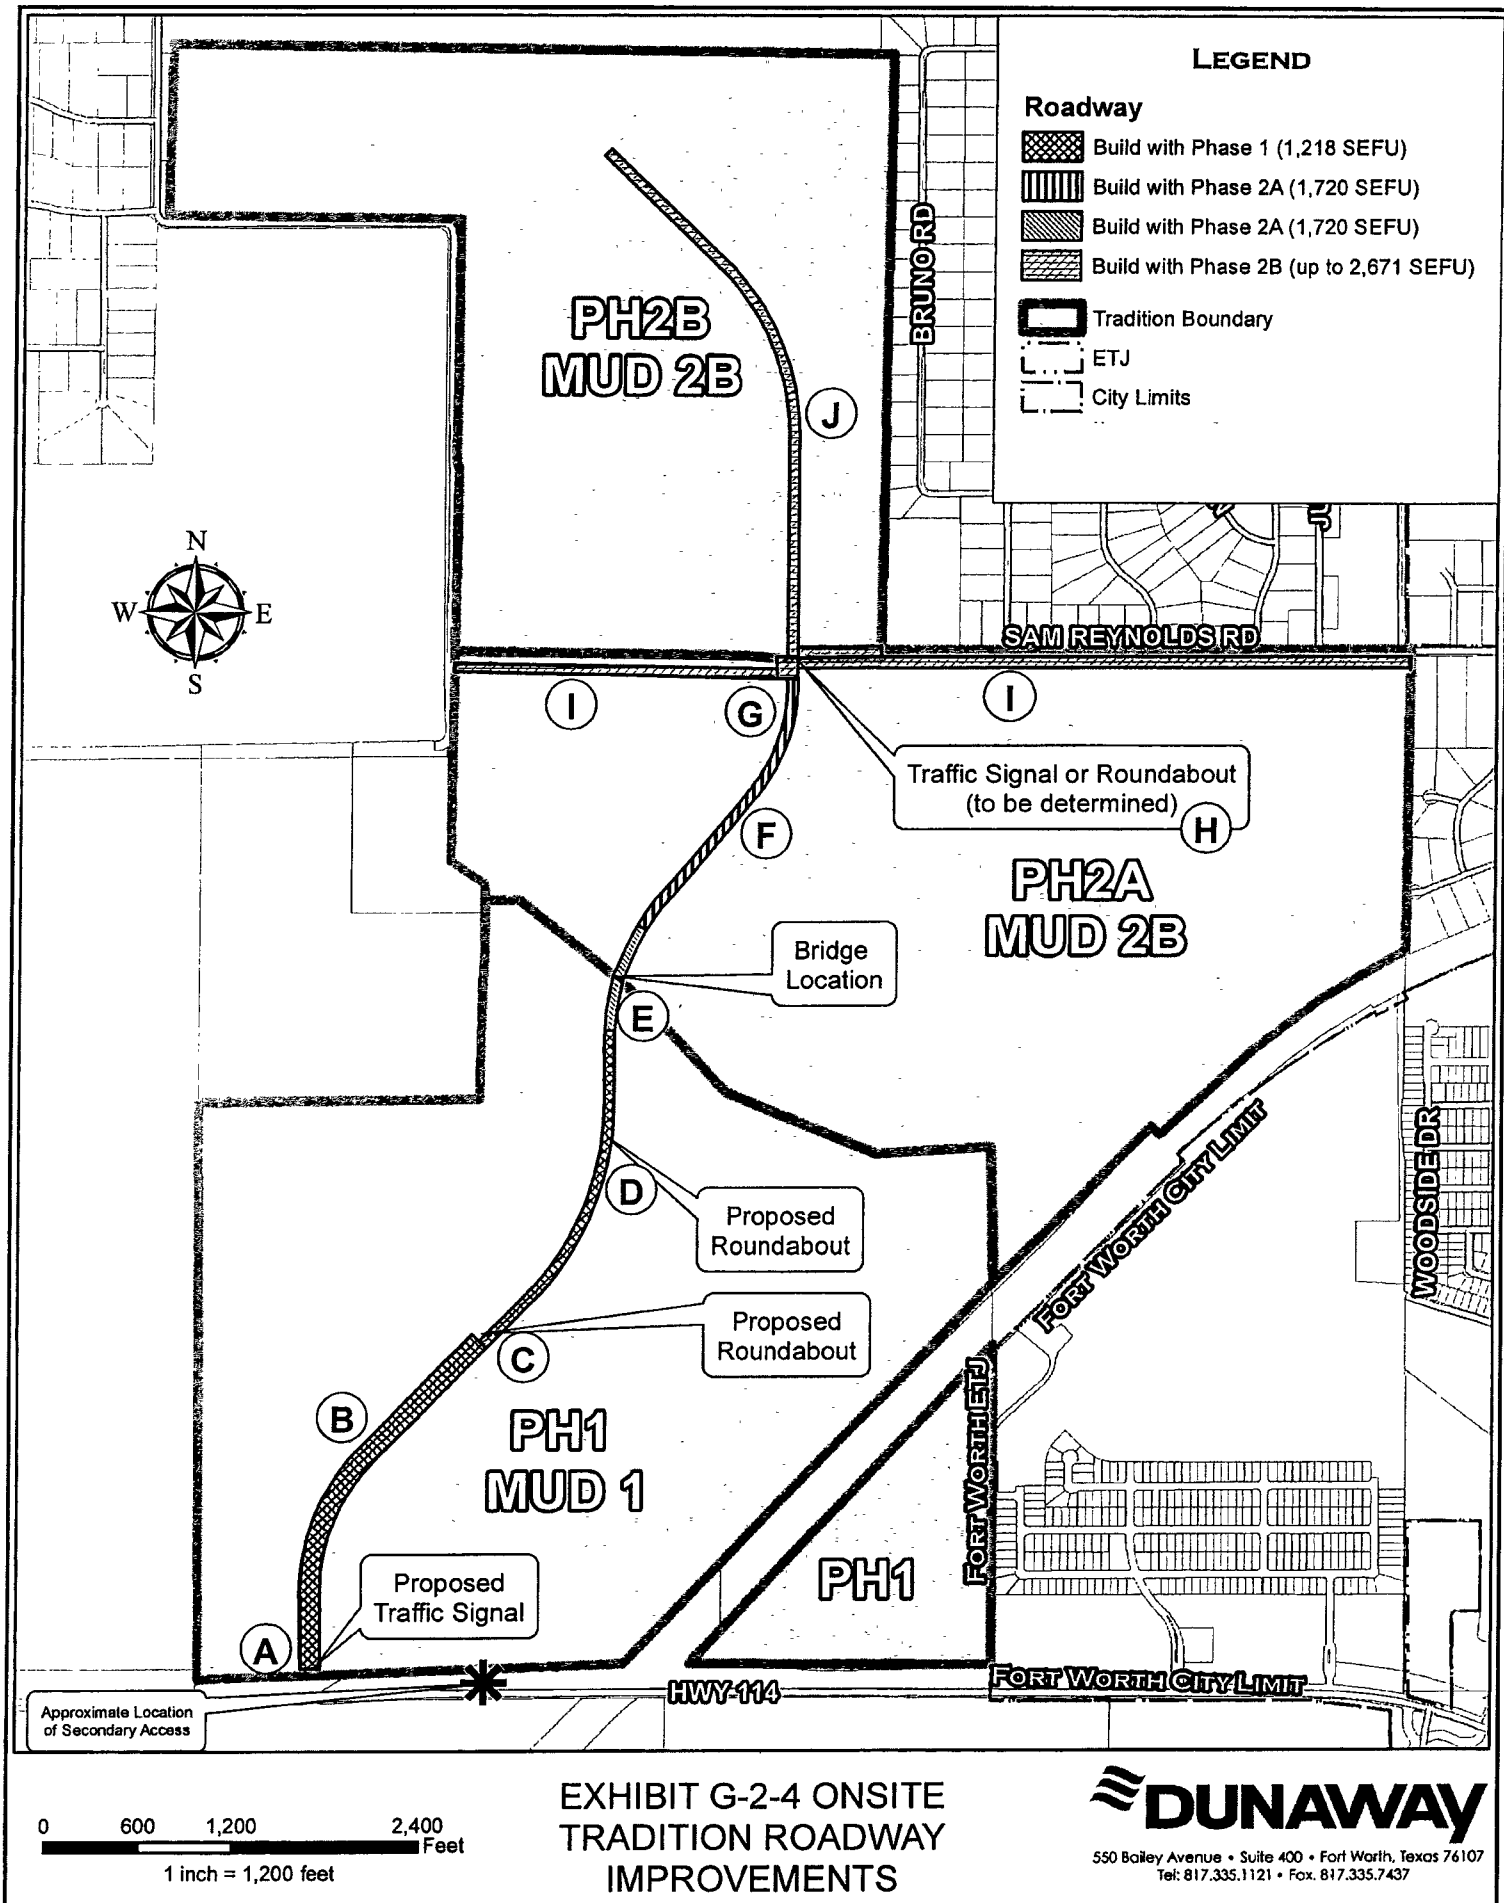 LEGEND
Roadway
Build with Phase 1 (1,218 SEFU)
Build with Phase 2A (1,720 SEFU)
Build with Phase 2A (1,720 SEFU)
Build with Phase 2B (up to 2,671 SEFU)
Tradition Boundary
ETJ
City Limits
BRUNO RD
PH2B
MUD 2B
J
N
W
E
S
SAM REYNOLDS RD
I
G
I
Traffic Signal or Roundabout
(to be determined)
H
F
PH2A
MUD 2B
Bridge
Location
E
D
Proposed
Roundabout
FORT WORTH CITY LIMIT
WOODSIDE DR
Proposed
Roundabout
C
B
PH1
MUD 1
FORT WORTH ETJ
PH1
Proposed
Traffic Signal
A
HWY-114
FORT WORTH CITY LIMIT
Approximate Location
of Secondary Access
0 600 1,200 2,400
Feet
1 inch = 1,200 feet
EXHIBIT G-2-4 ONSITE
TRADITION ROADWAY
IMPROVEMENTS
DUNAWAY
550 Bailey Avenue • Suite 400 • Fort Worth, Texas 76107
Tel: 817.335.1121 • Fax. 817.335.7437